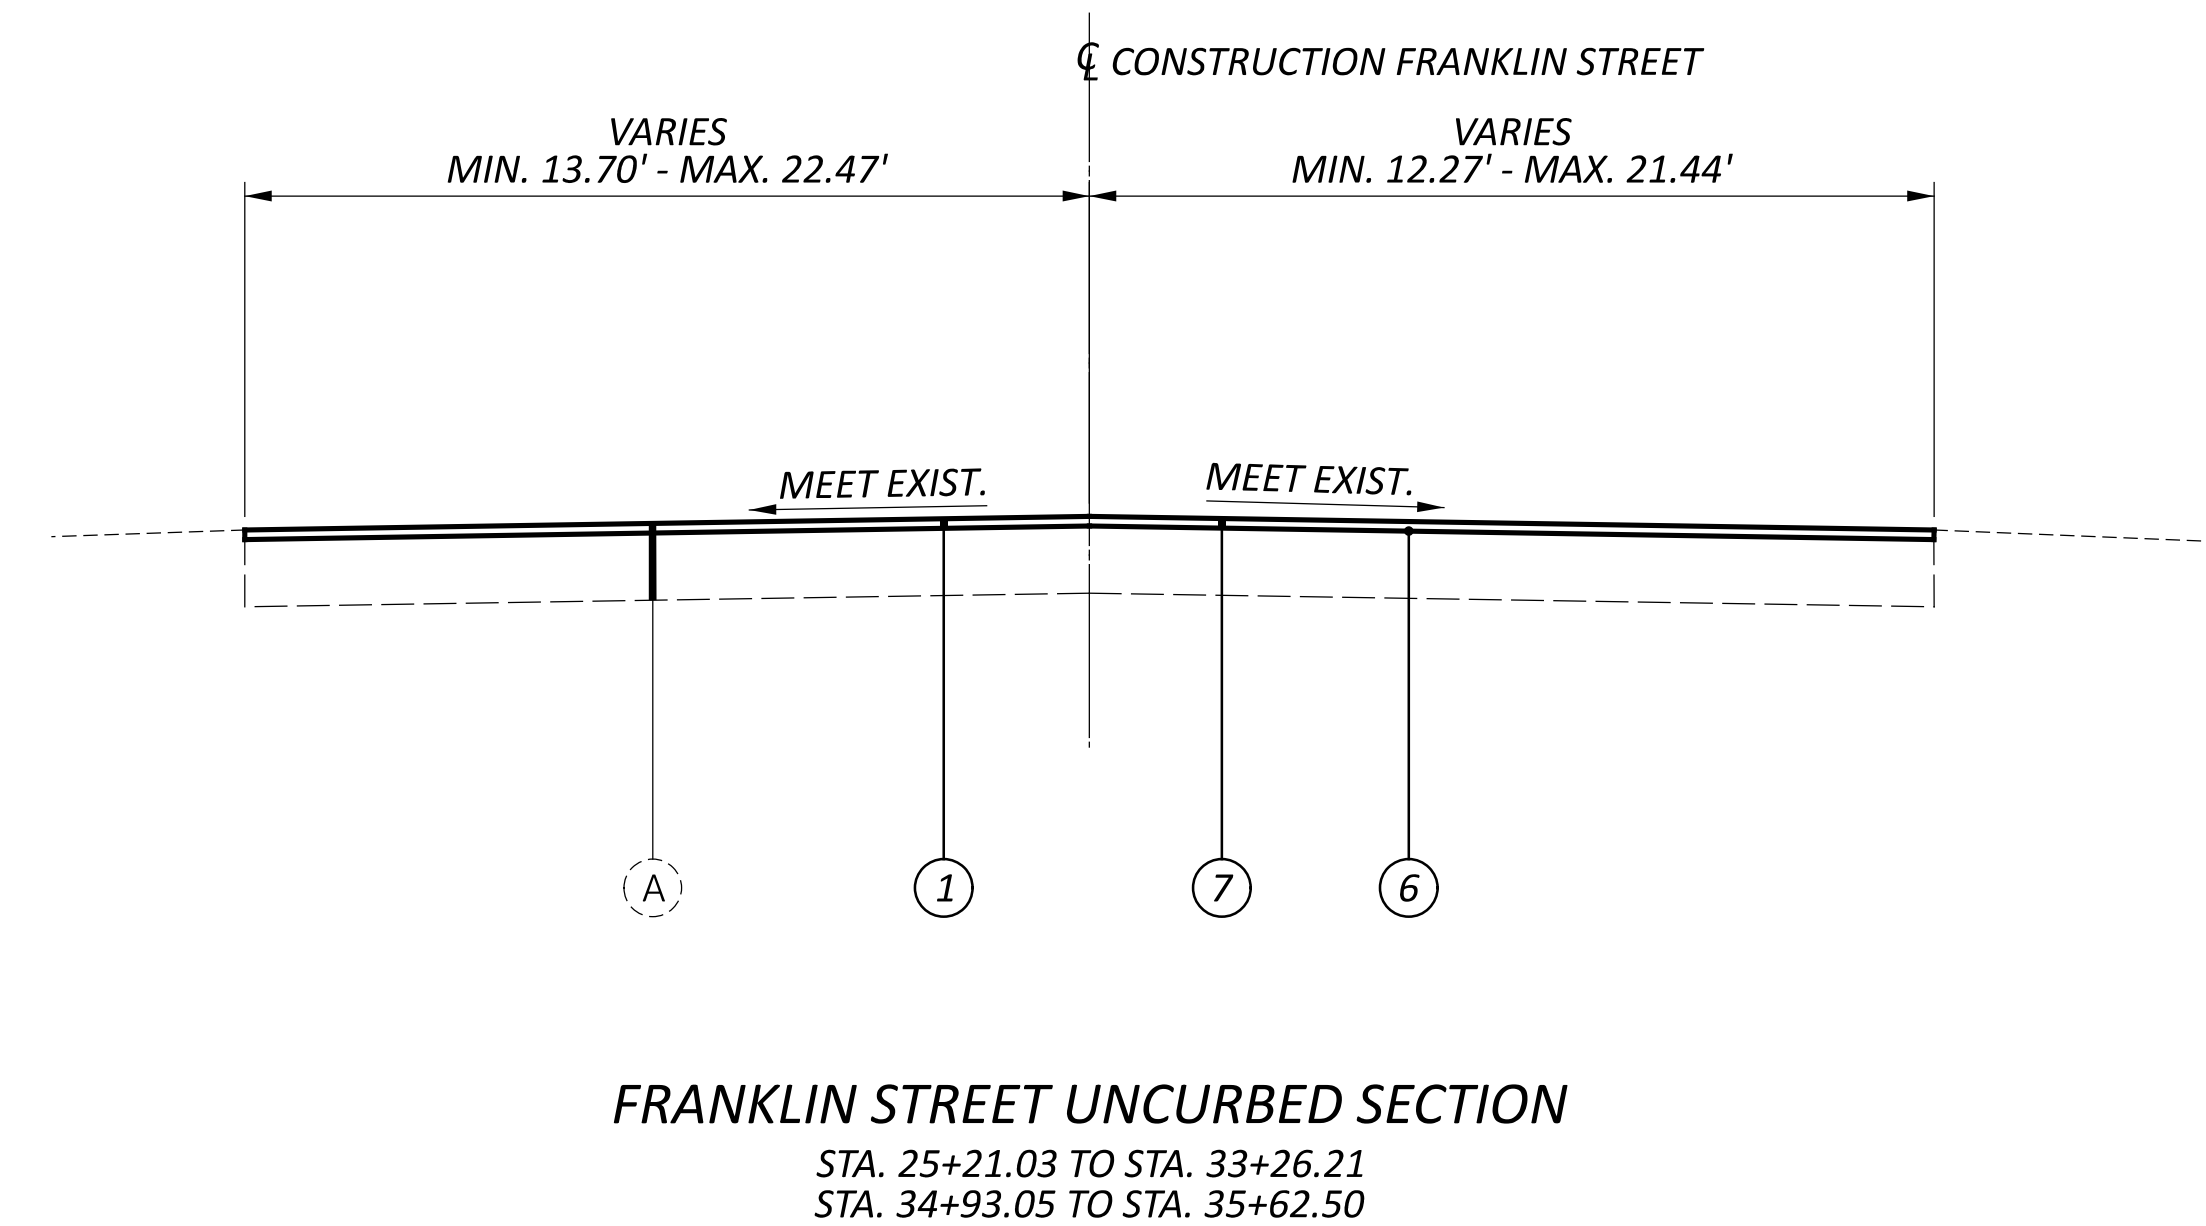 ℄ CONSTRUCTION FRANKLIN STREET
VARIES
MIN. 13.70' - MAX. 22.47'
VARIES
MIN. 12.27' - MAX. 21.44'
MEET EXIST.
MEET EXIST.
A
1
7
6
FRANKLIN STREET UNCURBED SECTION
STA. 25+21.03 TO STA. 33+26.21
STA. 34+93.05 TO STA. 35+62.50